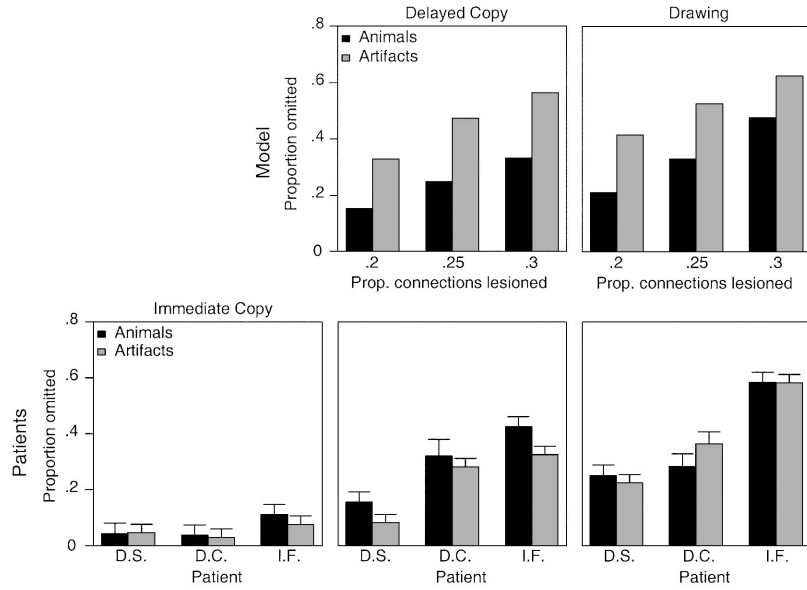 Delayed Copy
Drawing
.8
Animals
Artifacts
.6
.4
.2
0
Model
Proportion omitted
.2 .25 .3
.2 .25 .3
Prop. connections lesioned
Prop. connections lesioned
Immediate Copy
.8
Animals
Artifacts
.6
.4
.2
0
Patients
Proportion omitted
D.S. D.C. I.F.
D.S. D.C. I.F.
D.S. D.C. I.F.
Patient
Patient
Patient